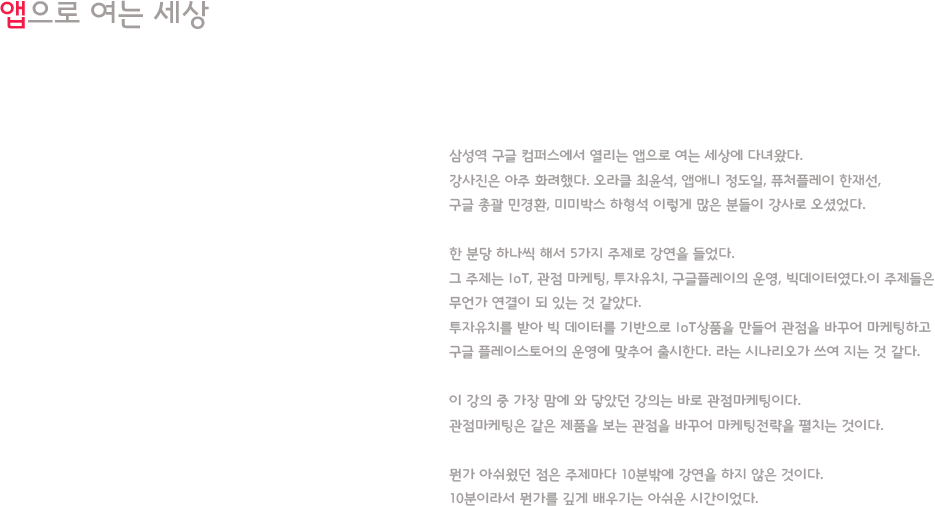 앱으로 여는 세상
삼성역 구글 컴퍼스에서 열리는 앱으로 여는 세상에 다녀왔다.
강사진은 아주 화려했다. 오라클 최윤석, 앱애니 정도일, 퓨처플레이 한재선,
구글 총괄 민경환, 미미박스 하형석 이렇게 많은 분들이 강사로 오셨었다.
한 분당 하나씩 해서 5가지 주제로 강연을 들었다.
그 주제는 IoT, 관점 마케팅, 투자유치, 구글플레이의 운영, 빅데이터였다.이 주제들은
무언가 연결이 되 있는 것 같았다.
투자유치를 받아 빅 데이터를 기반으로 IoT상품을 만들어 관점을 바꾸어 마케팅하고
구글 플레이스토어의 운영에 맞추어 출시한다. 라는 시나리오가 쓰여 지는 것 같다.
이 강의 중 가장 맘에 와 닿았던 강의는 바로 관점마케팅이다.
관점마케팅은 같은 제품을 보는 관점을 바꾸어 마케팅전략을 펼치는 것이다.
뭔가 아쉬웠던 점은 주제마다 10분밖에 강연을 하지 않은 것이다.
10분이라서 뭔가를 깊게 배우기는 아쉬운 시간이었다.